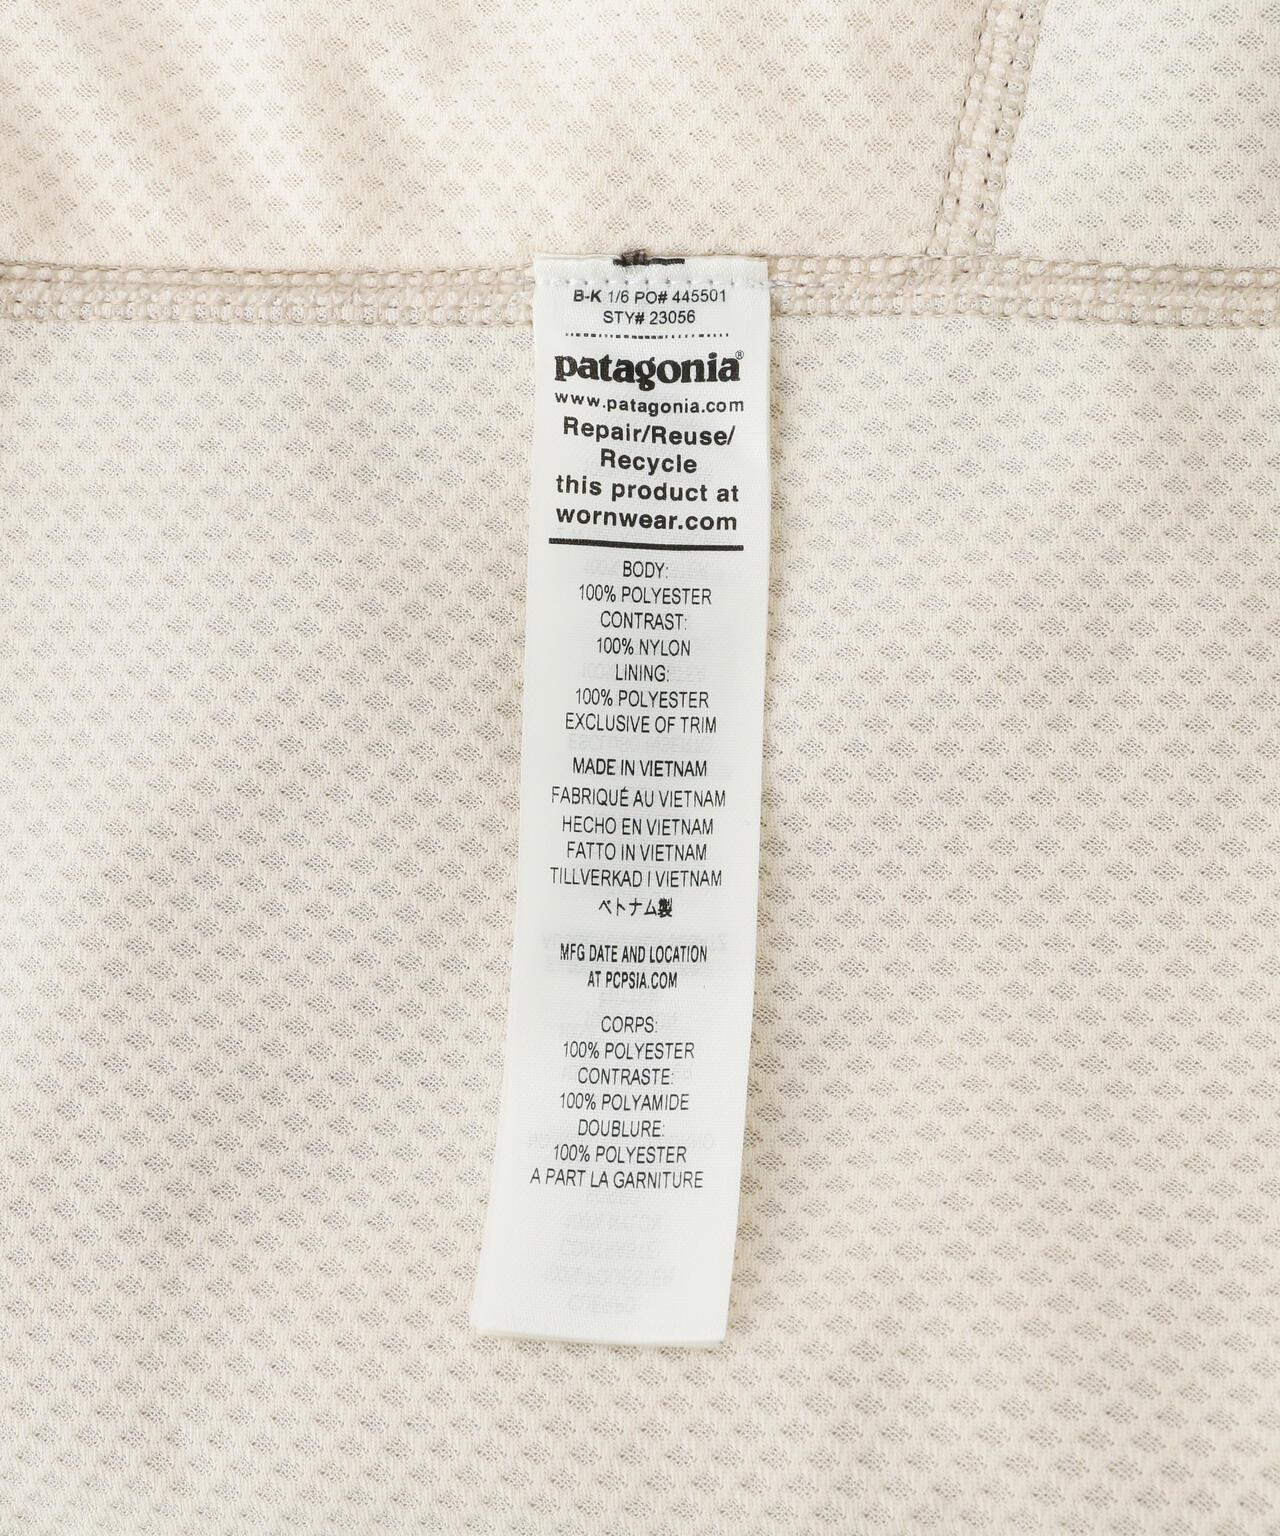 B-K 1/6 PO# 445501
STY# 23056
patagonia®
www.patagonia.com
Repair/Reuse/
Recycle
this product at
wornwear.com
BODY:
100% POLYESTER
CONTRAST:
100% NYLON
LINING:
100% POLYESTER
EXCLUSIVE OF TRIM
MADE IN VIETNAM
FABRIQUÉ AU VIETNAM
HECHO EN VIETNAM
FATTO IN VIETNAM
TILLVERKAD I VIETNAM
ベトナム製
MFG DATE AND LOCATION
AT PCPSIA.COM
CORPS:
100% POLYESTER
CONTRASTE:
100% POLYAMIDE
DOUBLURE:
100% POLYESTER
A PART LA GARNITURE